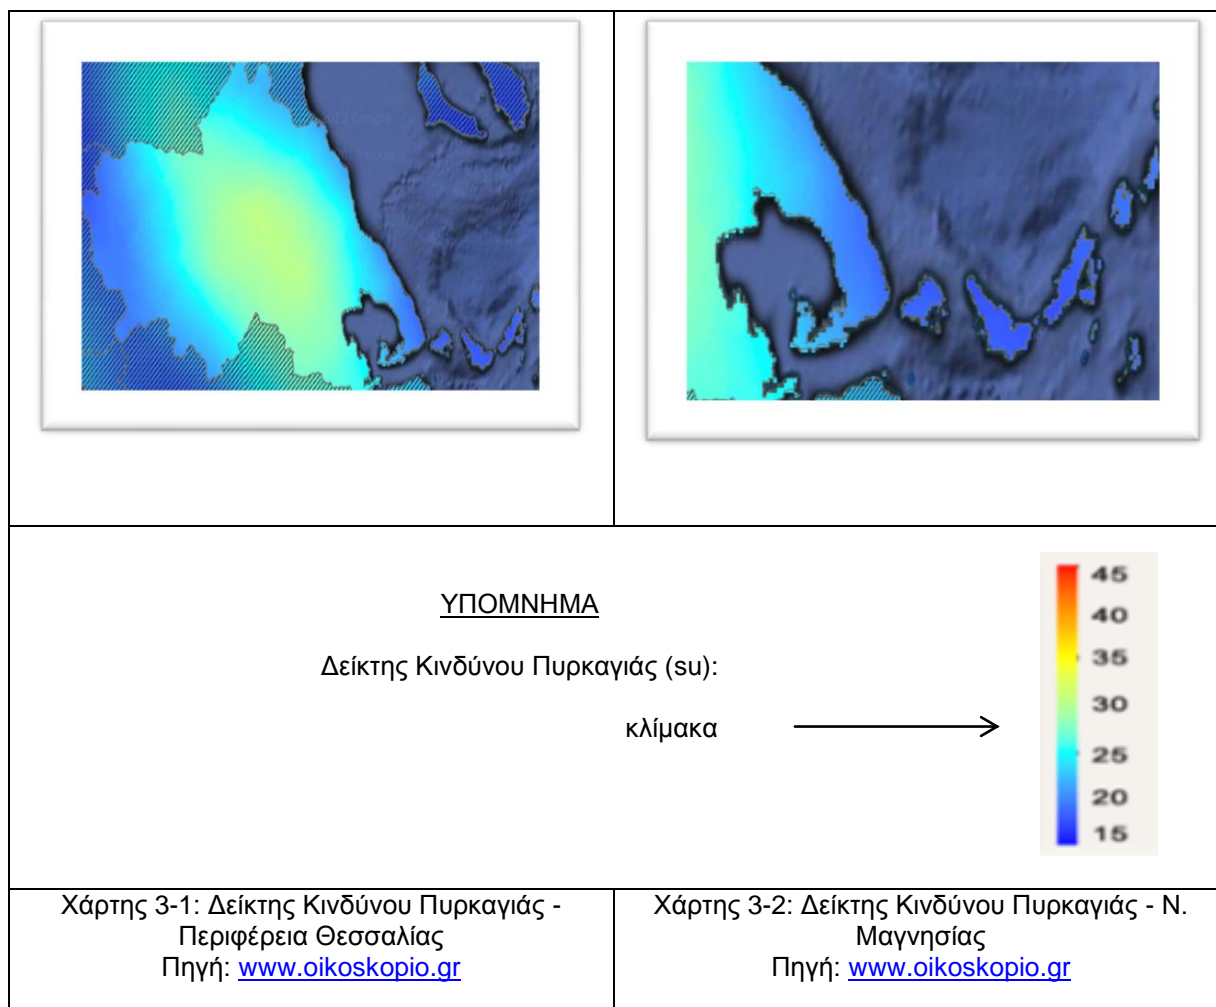 ΥΠΟΜΝΗΜΑ
Δείκτης Κινδύνου Πυρκαγιάς (su):
κλίμακα
45
40
35
30
25
20
15
Χάρτης 3-1: Δείκτης Κινδύνου Πυρκαγιάς -
Περιφέρεια Θεσσαλίας
Πηγή: www.oikoskopio.gr
Χάρτης 3-2: Δείκτης Κινδύνου Πυρκαγιάς - Ν.
Μαγνησίας
Πηγή: www.oikoskopio.gr